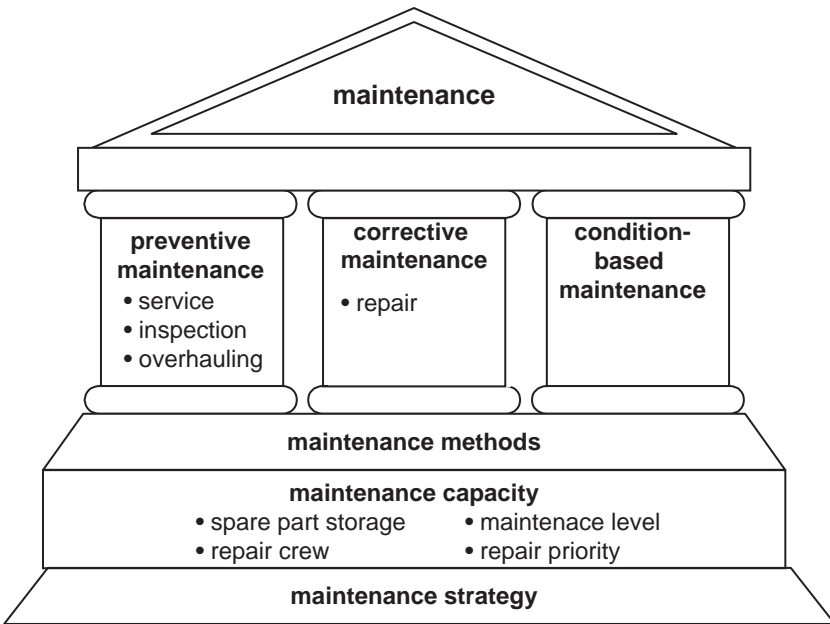 maintenance
preventive
maintenance
• service
• inspection
• overhauling
corrective
maintenance
• repair
condition-
based
maintenance
maintenance methods
maintenance capacity
• spare part storage
• repair crew
• maintenace level
• repair priority
maintenance strategy